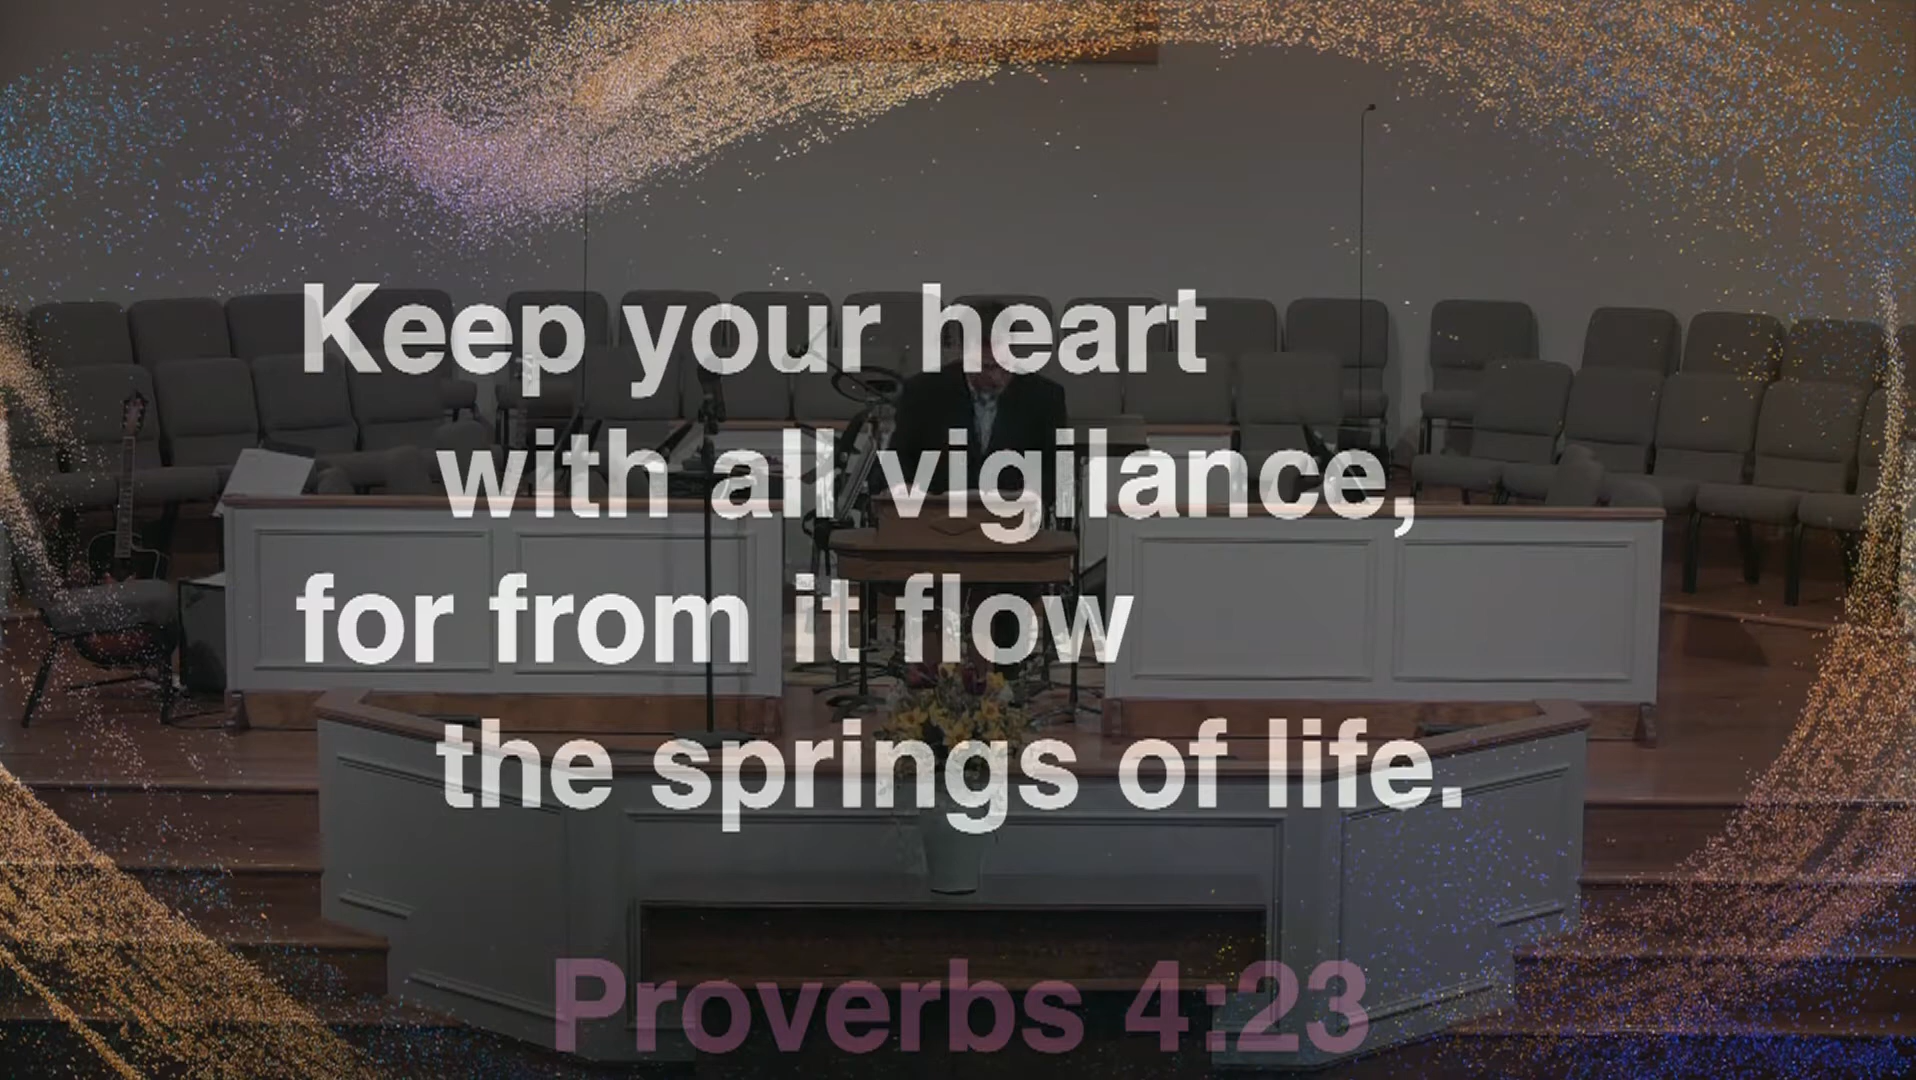 Keep your heart
with all vigilance,
for from it flow
the springs of life.
Proverbs 4:23